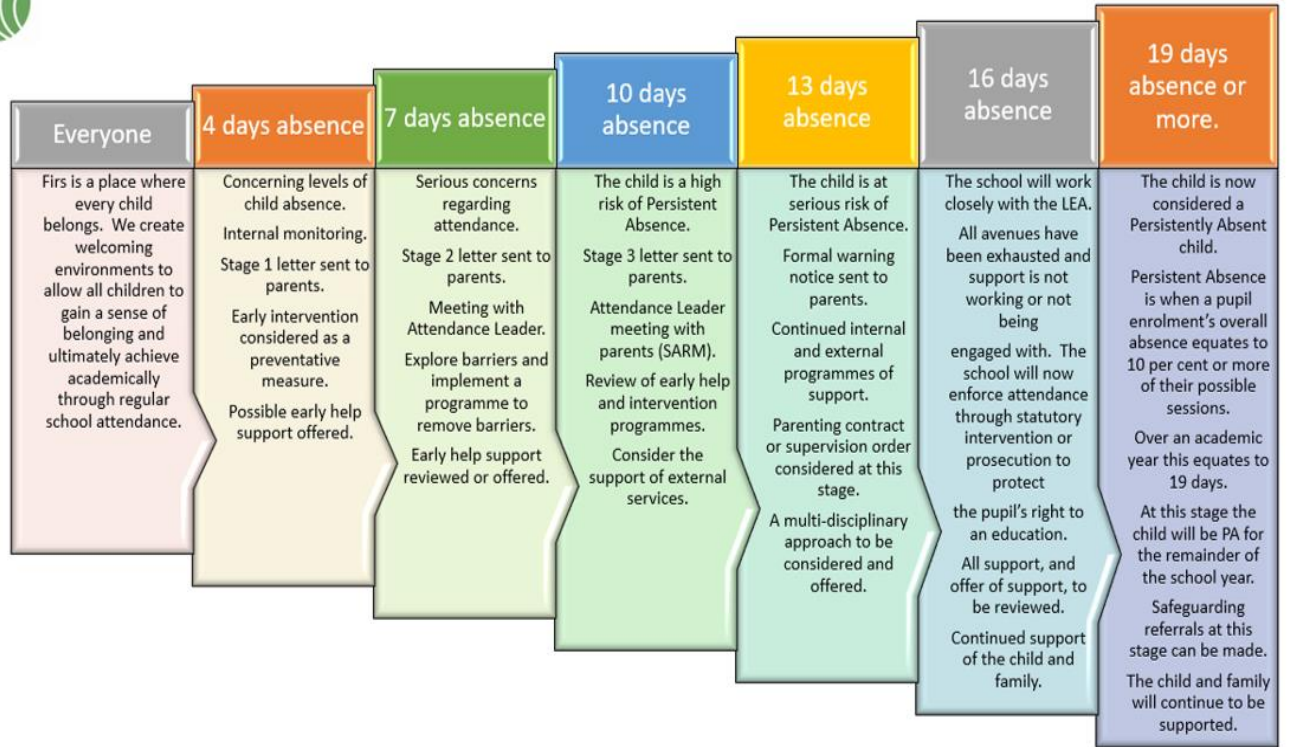 Everyone
Firs is a place where
every child
belongs.  We create
welcoming
environments to
allow all children to
gain a sense of
belonging and
ultimately achieve
academically
through regular
school attendance.
4 days absence
Concerning levels of
child absence.
Internal monitoring.
Stage 1 letter sent to
parents.
Early intervention
considered as a
preventative
measure.
Possible early help
support offered.
7 days absence
Serious concerns
regarding
attendance.
Stage 2 letter sent to
parents.
Meeting with
Attendance Leader.
Explore barriers and
implement a
programme to
remove barriers.
Early help support
reviewed or offered.
10 days
absence
The child is a high
risk of Persistent
Absence.
Stage 3 letter sent to
parents.
Attendance Leader
meeting with
parents (SARM).
Review of early help
and intervention
programmes.
Consider the
support of external
services.
13 days
absence
The child is at
serious risk of
Persistent Absence.
Formal warning
notice sent to
parents.
Continued internal
and external
programmes of
support.
Parenting contract
or supervision order
considered at this
stage.
A multi-disciplinary
approach to be
considered and
offered.
16 days
absence
The school will work
closely with the LEA.
All avenues have
been exhausted and
support is not
working or not
being
engaged with.  The
school will now
enforce attendance
through statutory
intervention or
prosecution to
protect
the pupil's right to
an education.
All support, and
offer of support, to
be reviewed.
Continued support
of the child and
family.
19 days
absence or
more.
The child is now
considered a
Persistently Absent
child.
Persistent Absence
is when a pupil
enrolment's overall
absence equates to
10 per cent or more
of their possible
sessions.
Over an academic
year this equates to
19 days.
At this stage the
child will be PA for
the remainder of
the school year.
Safeguarding
referrals at this
stage can be made.
The child and family
will continue to be
supported.